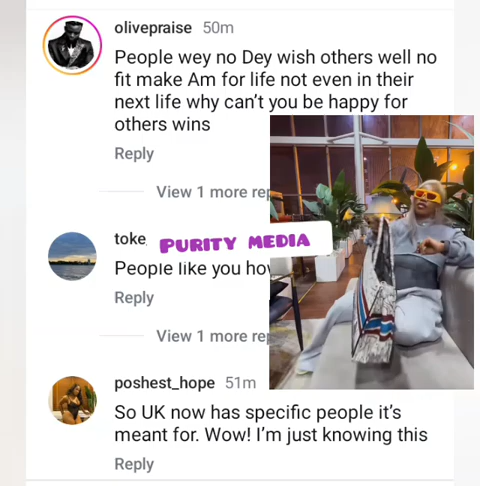 olivepraise 50m
People wey no Dey wish others well no
fit make Am for life not even in their
next life why can't you be happy for
others wins
Reply
View 1 more
toke
PURITY MEDIA
People like you
Reply
View 1 more
poshest_hope 51m
So UK now has specific people it's
meant for. Wow! I'm just knowing this
Reply